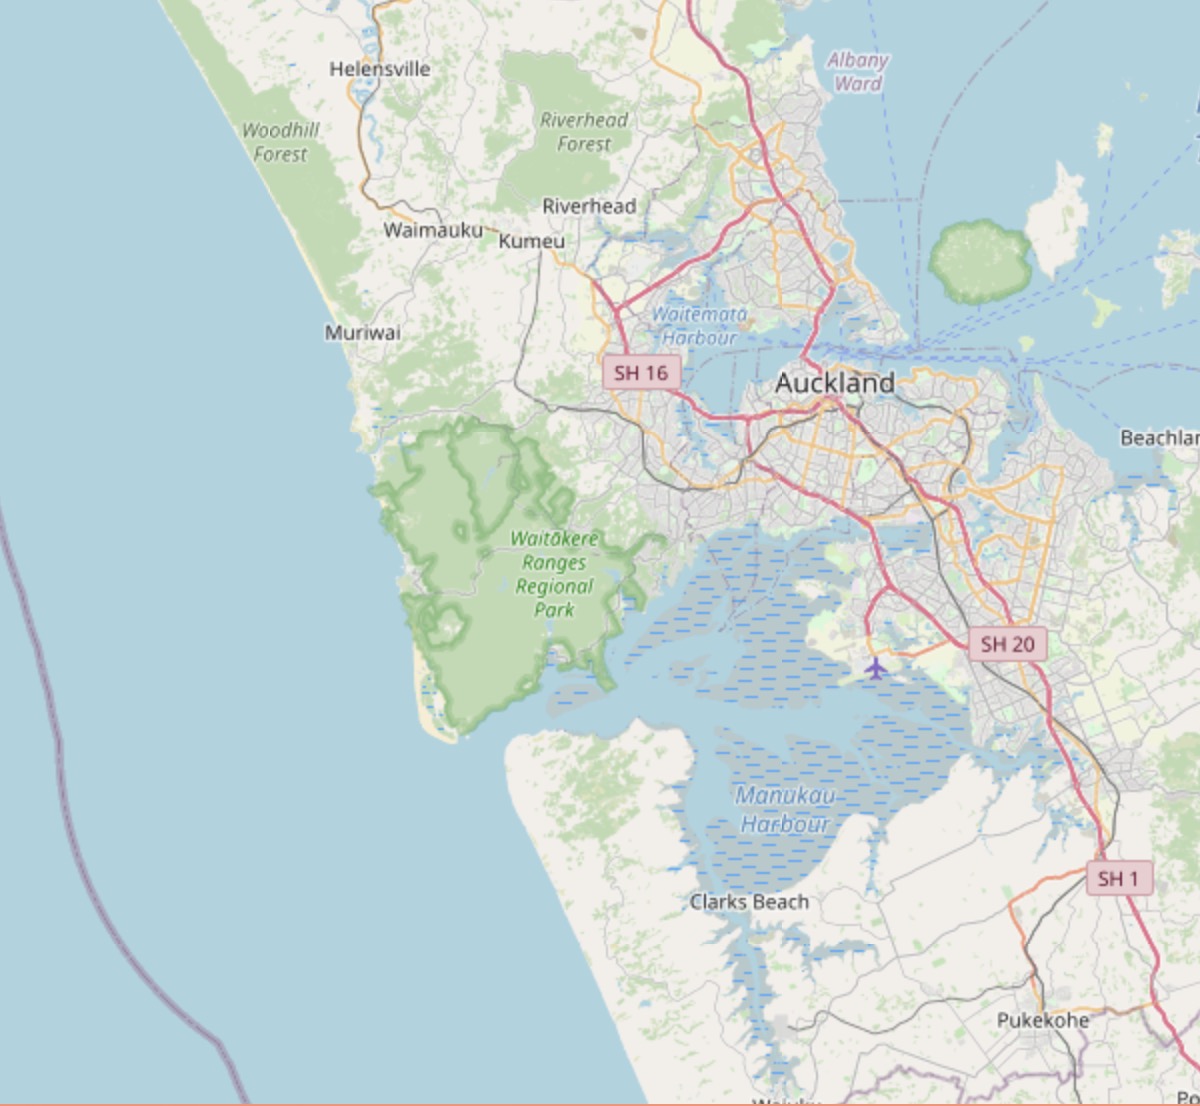 Albany
Ward
Helensville
Woodhill
Forest
Riverhead
Forest
Riverhead
Waimauku
Kumeu
Muriwai
Waitematā
Harbour
SH 16
Auckland
Beachlan
Waitākere
Ranges
Regional
Park
SH 20
Manukau
Harbour
SH 1
Clarks Beach
Pukekohe